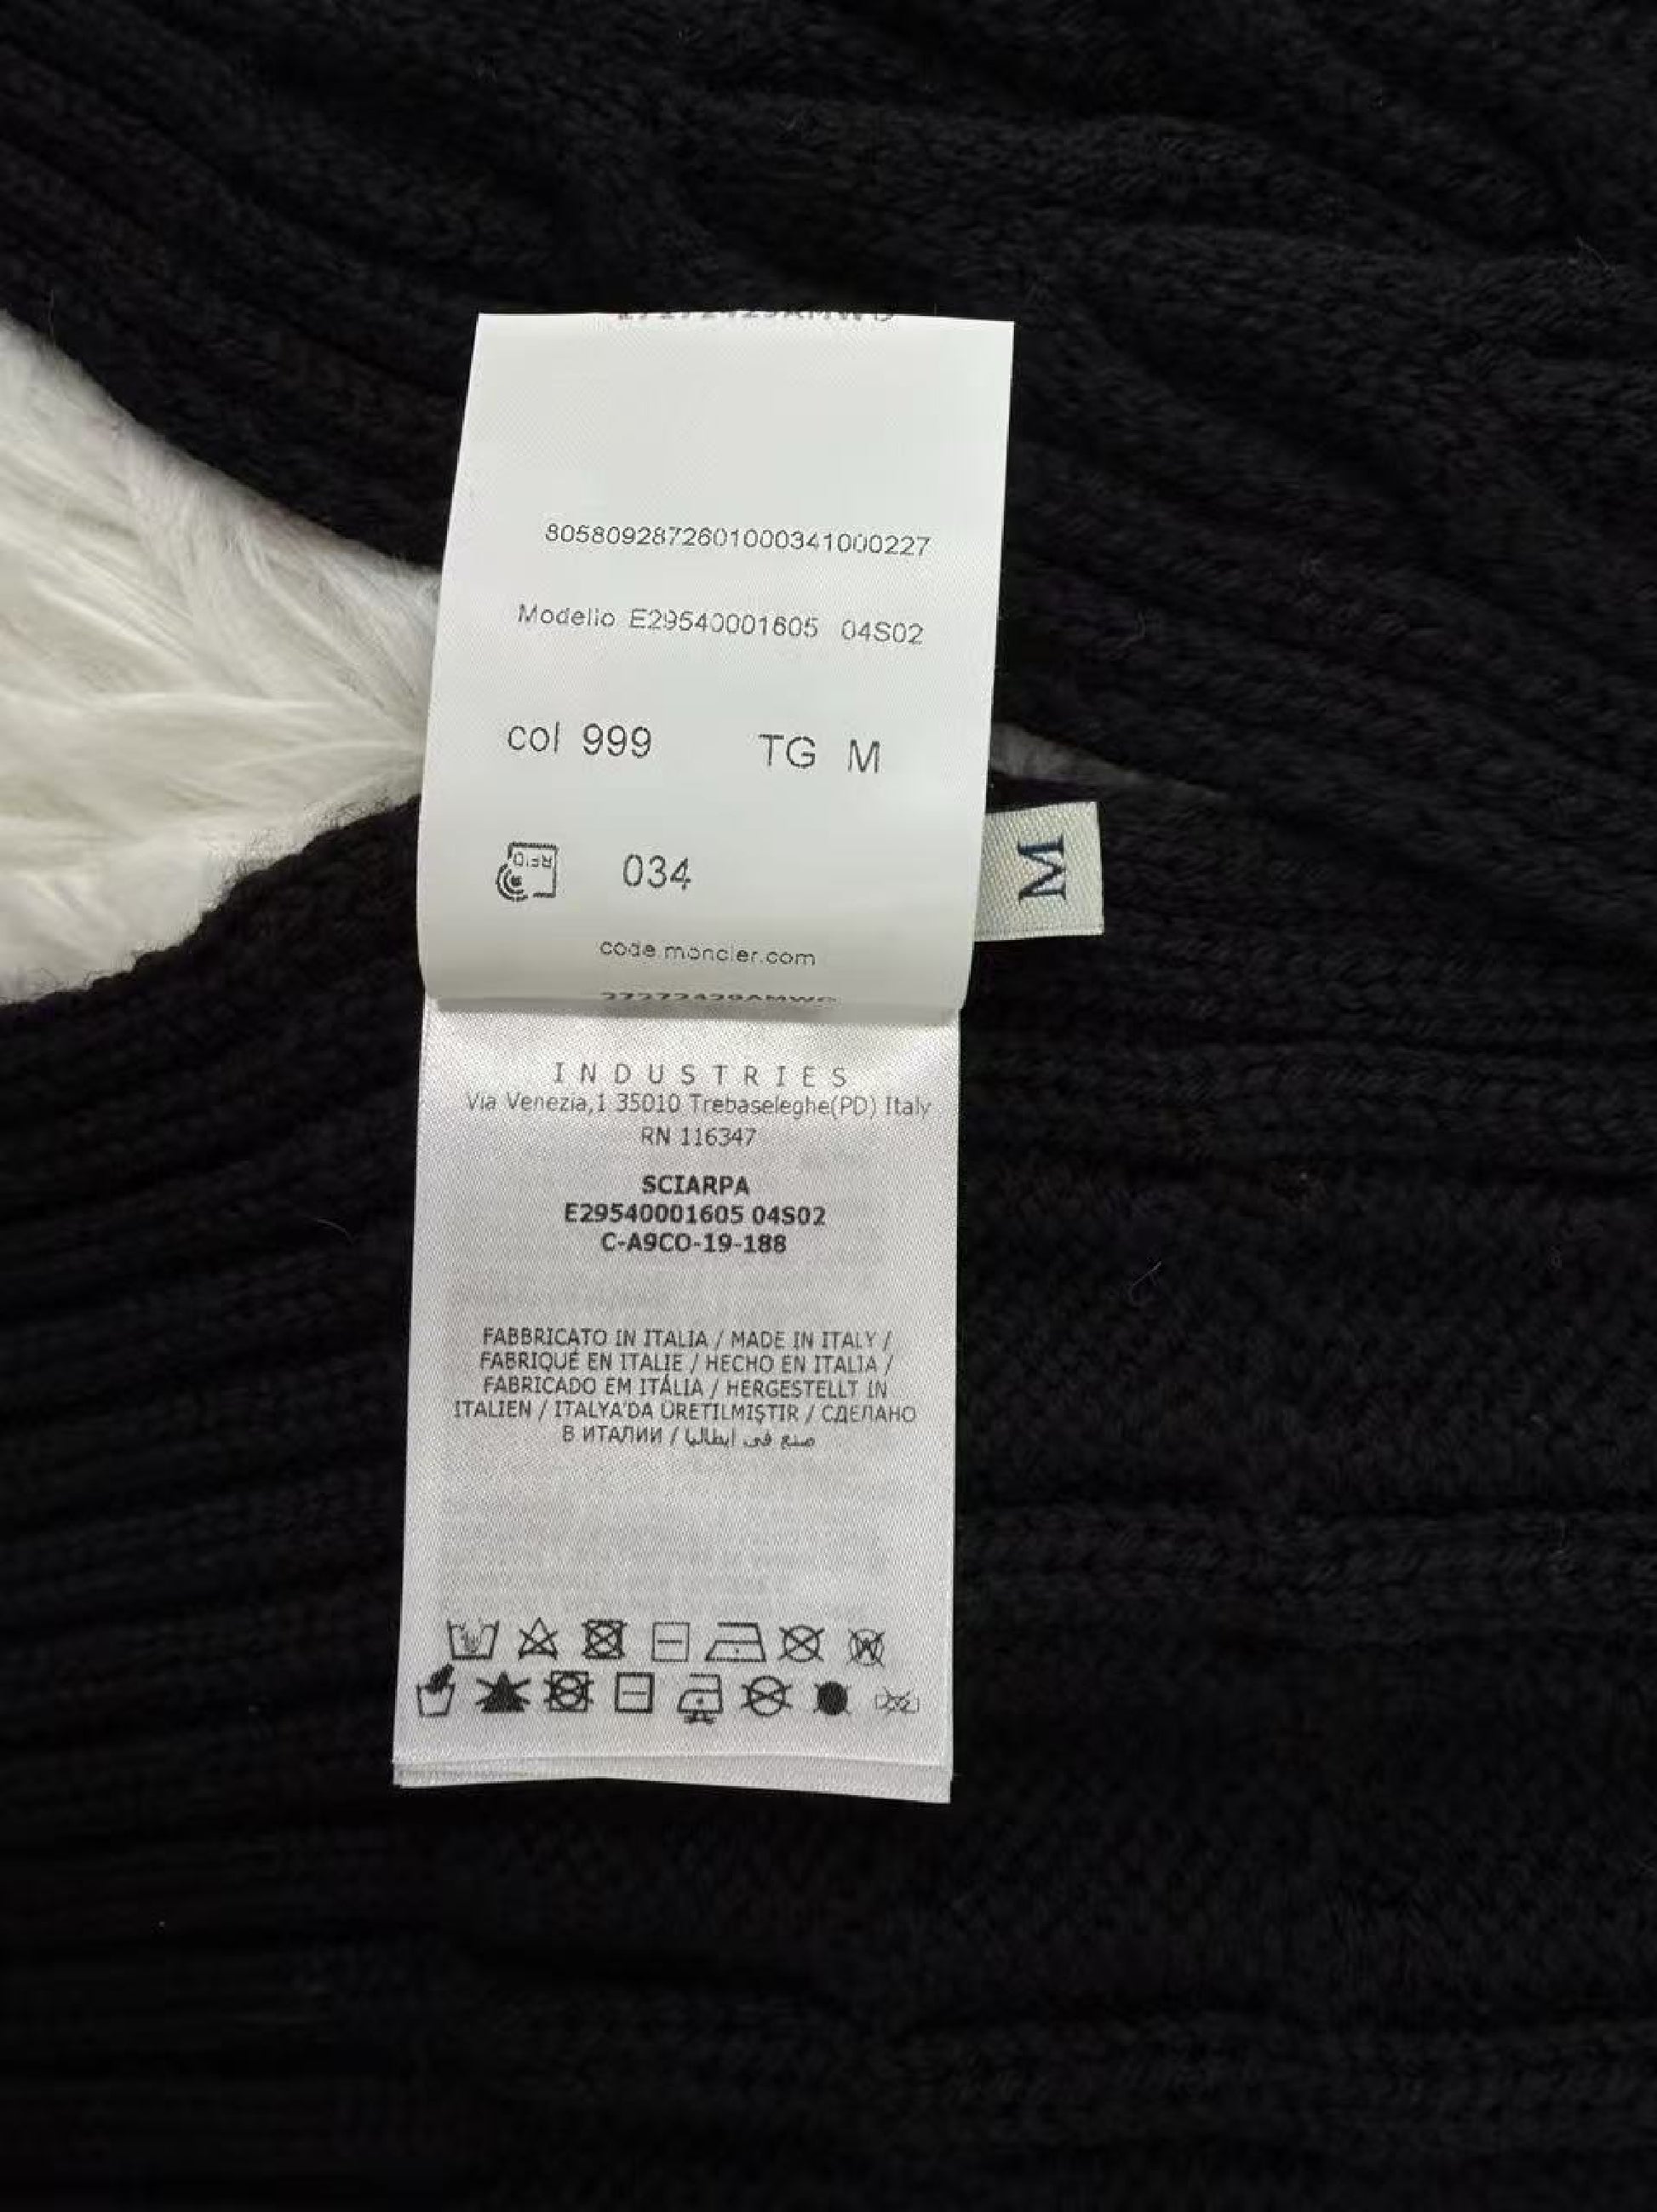 8058092872601000341000227
Modello E29540001605 04S02
col 999 TG M
RFID 034
code.moncler.com
M
INDUSTRIES
Via Venezia,1 35010 Trebaseleghe(PD) Italy
RN 116347
SCIARPA
E29540001605 04S02
C-A9CO-19-188
FABBRICATO IN ITALIA / MADE IN ITALY /
FABRIQUÉ EN ITALIE / HECHO EN ITALIA /
FABRICADO EM ITÁLIA / HERGESTELLT IN
ITALIEN / ITALYA'DA ÜRETILMIŞTIR / СДЕЛАНО
В ИТАЛИИ / صنع في ايطاليا